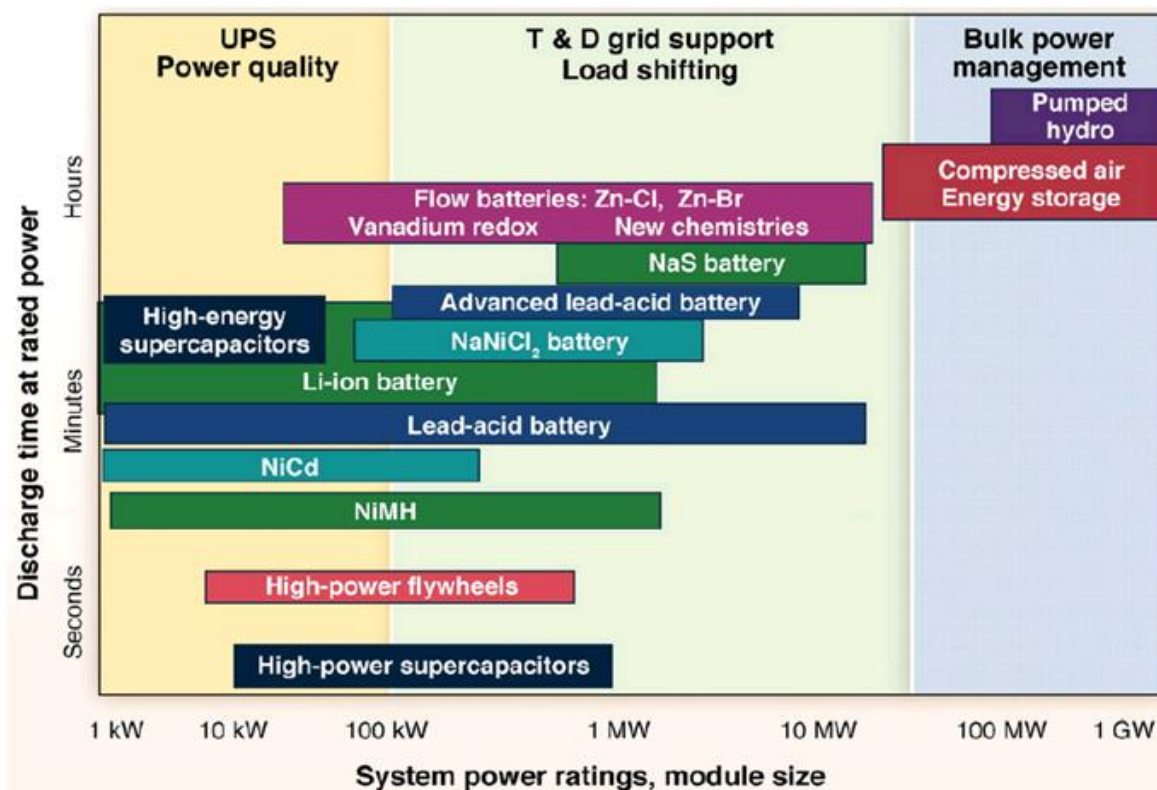 UPS
Power quality
T & D grid support
Load shifting
Bulk power
management
Pumped
hydro
Compressed air
Energy storage
Flow batteries: Zn-Cl, Zn-Br
Vanadium redox New chemistries
NaS battery
Advanced lead-acid battery
High-energy
supercapacitors
NaNiCl₂ battery
Li-ion battery
Lead-acid battery
NiCd
NiMH
High-power flywheels
High-power supercapacitors
Discharge time at rated power
Hours
Minutes
Seconds
1 kW 10 kW 100 kW 1 MW 10 MW 100 MW 1 GW
System power ratings, module size